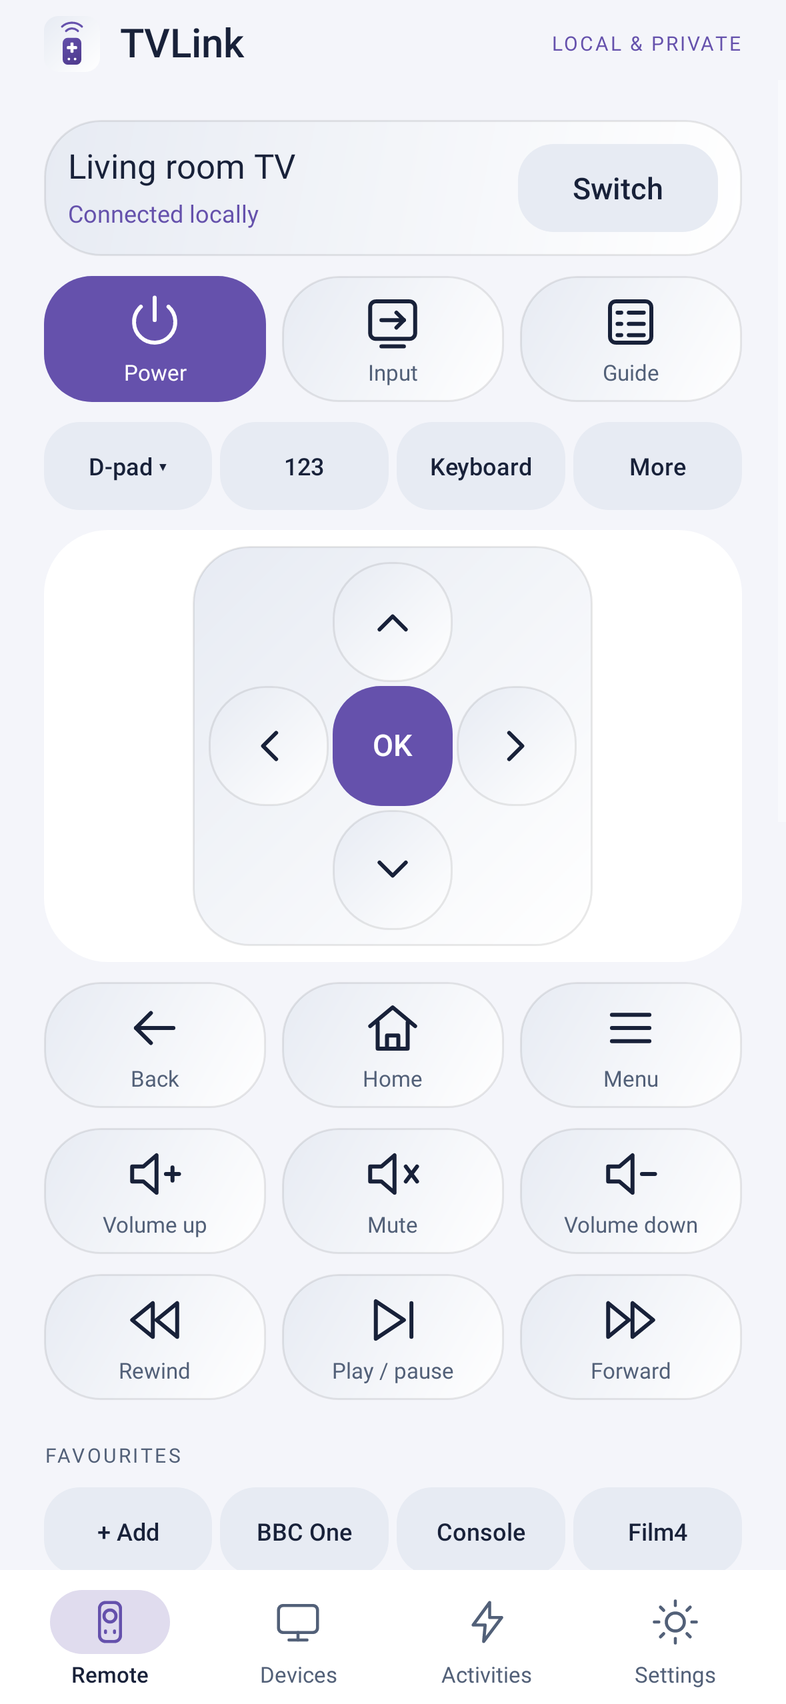 TVLink
LOCAL & PRIVATE
Living room TV
Connected locally
Switch
Power
Input
Guide
D-pad ▾
123
Keyboard
More
OK
Back
Home
Menu
Volume up
Mute
Volume down
Rewind
Play / pause
Forward
FAVOURITES
+ Add
BBC One
Console
Film4
Remote
Devices
Activities
Settings